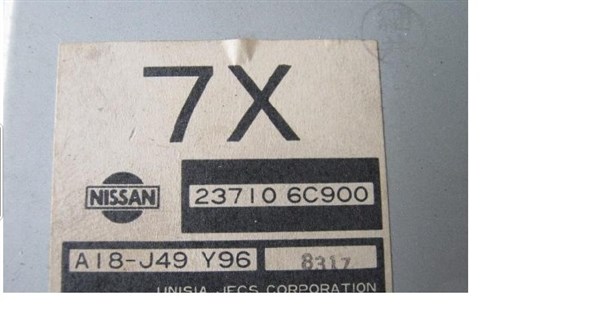 7X
NISSAN
23710 6C900
A18-J49 Y96 8317
UNISIA JECS CORPORATION